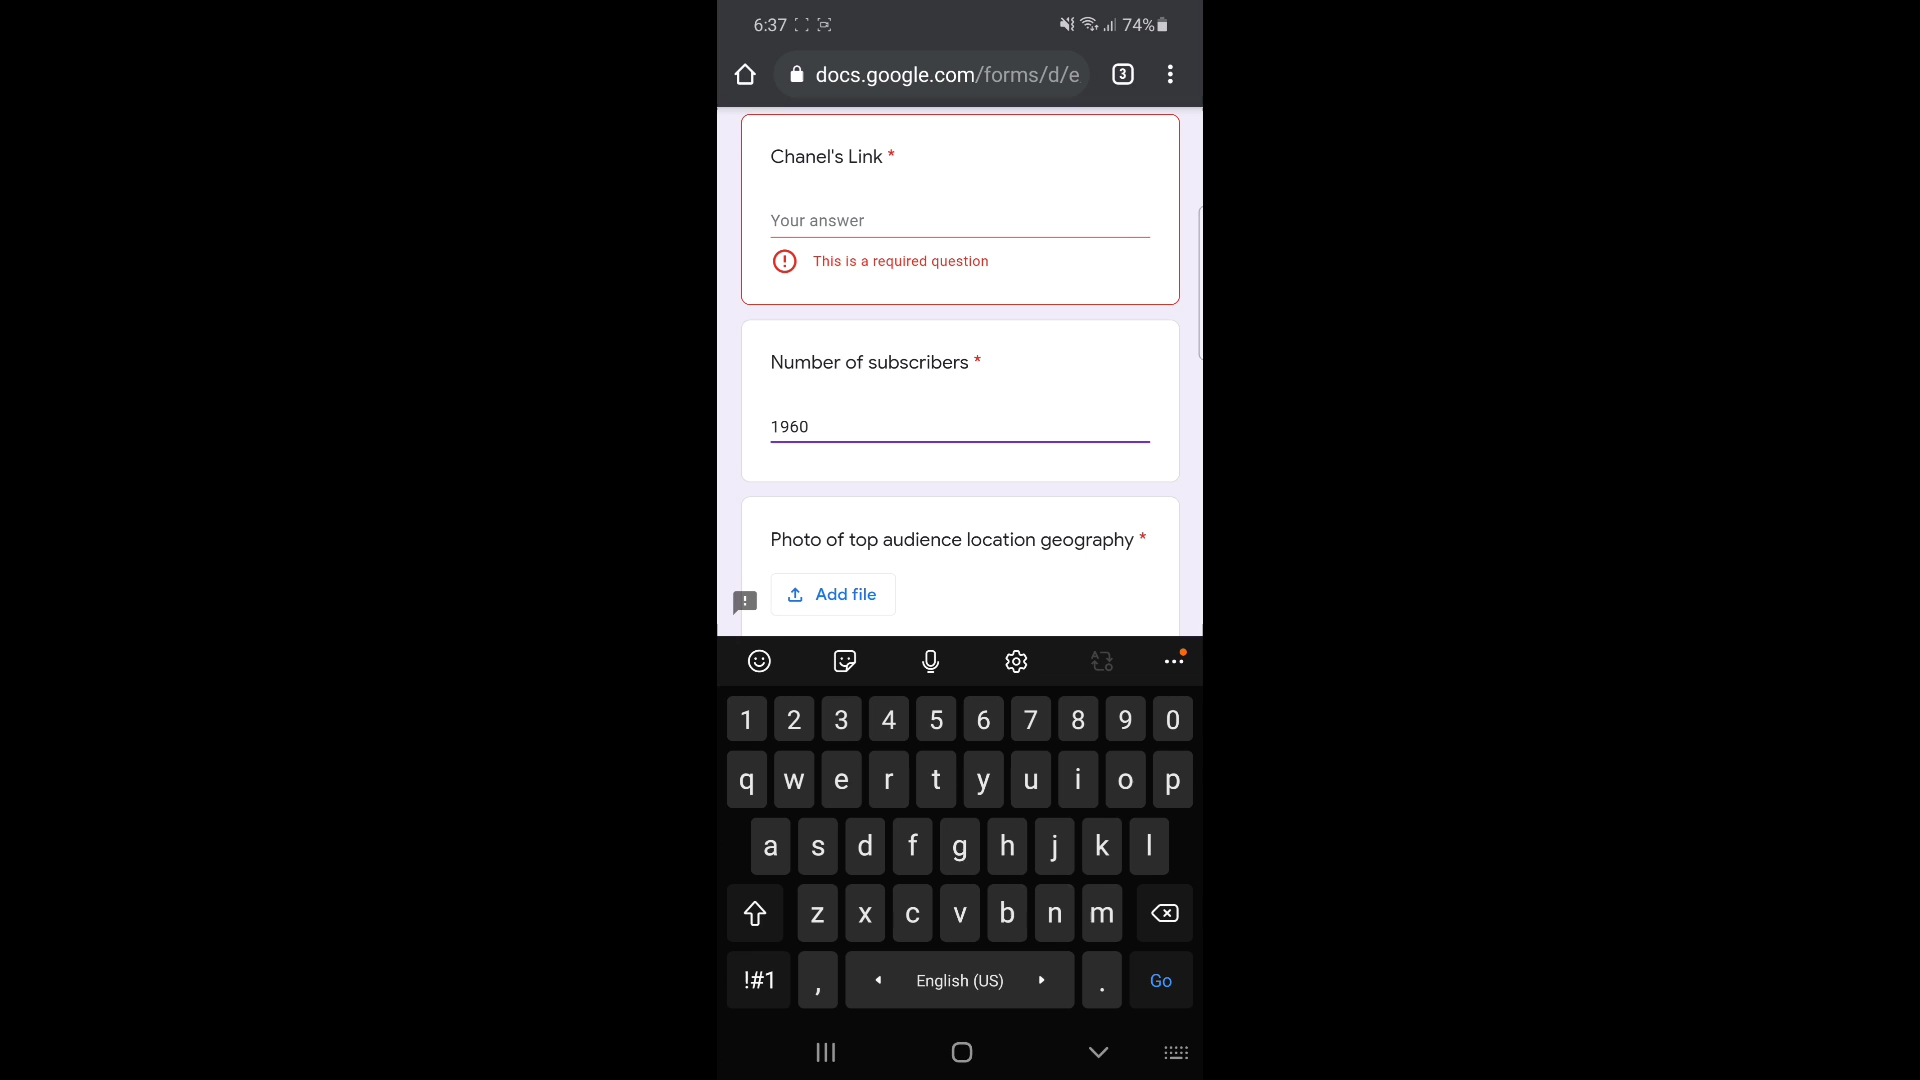 6:37 74%
docs.google.com/forms/d/e 3
Chanel's Link *
Your answer
This is a required question
Number of subscribers *
1960
Photo of top audience location geography *
Add file
1 2 3 4 5 6 7 8 9 0
q w e r t y u i o p
a s d f g h j k l
z x c v b n m
!#1 , English (US) . Go